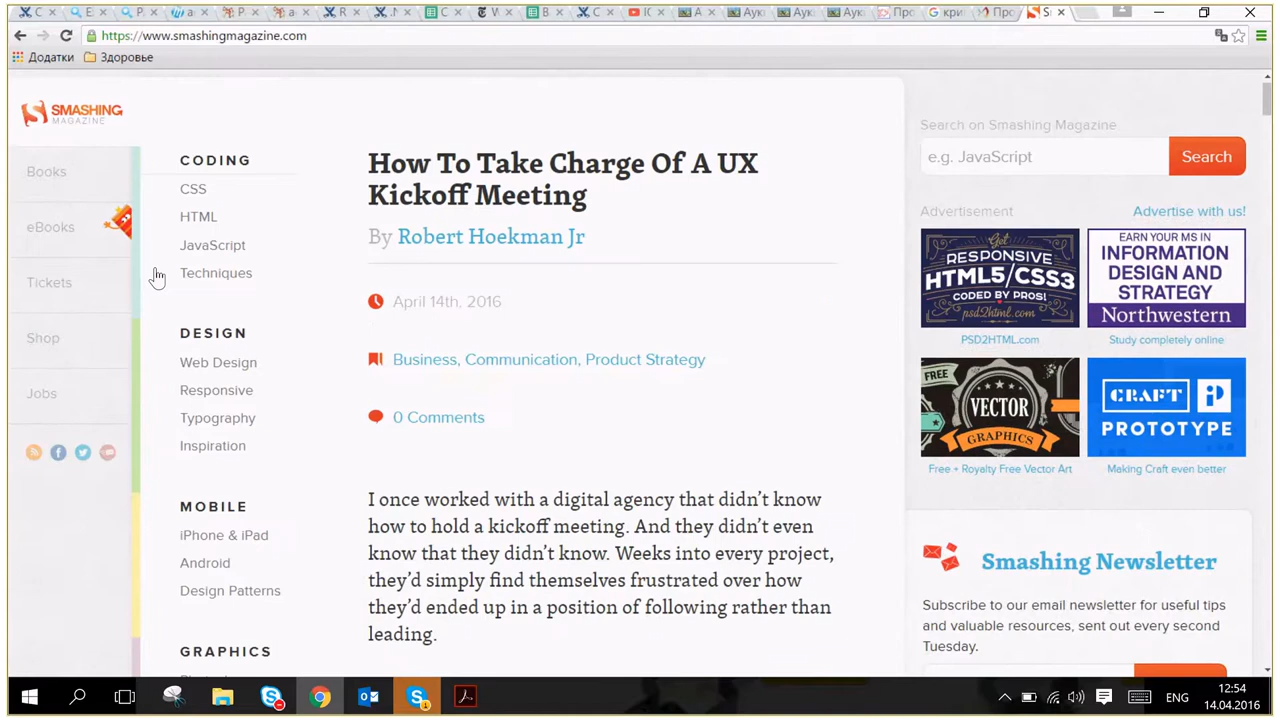 https://www.smashingmagazine.com
Додатки
Здоровье
SMASHING
MAGAZINE
Books
eBooks
Tickets
Shop
Jobs
CODING
CSS
HTML
JavaScript
Techniques
DESIGN
Web Design
Responsive
Typography
Inspiration
MOBILE
iPhone & iPad
Android
Design Patterns
GRAPHICS
How To Take Charge Of A UX
Kickoff Meeting
By Robert Hoekman Jr
April 14th, 2016
Business, Communication, Product Strategy
0 Comments
I once worked with a digital agency that didn’t know
how to hold a kickoff meeting. And they didn’t even
know that they didn’t know. Weeks into every project,
they’d simply find themselves frustrated over how
they’d ended up in a position of following rather than
leading.
Search on Smashing Magazine
e.g. JavaScript
Search
Advertisement
Advertise with us!
Get
RESPONSIVE
HTML5/CSS3
CODED BY PROS!
psd2html.com
PSD2HTML.com
EARN YOUR MS IN
INFORMATION
DESIGN AND
STRATEGY
Northwestern
Study completely online
FREE
VECTOR
GRAPHICS
Free + Royalty Free Vector Art
CRAFT
PROTOTYPE
Making Craft even better
Smashing Newsletter
Subscribe to our email newsletter for useful tips
and valuable resources, sent out every second
Tuesday.
ENG
12:54
14.04.2016